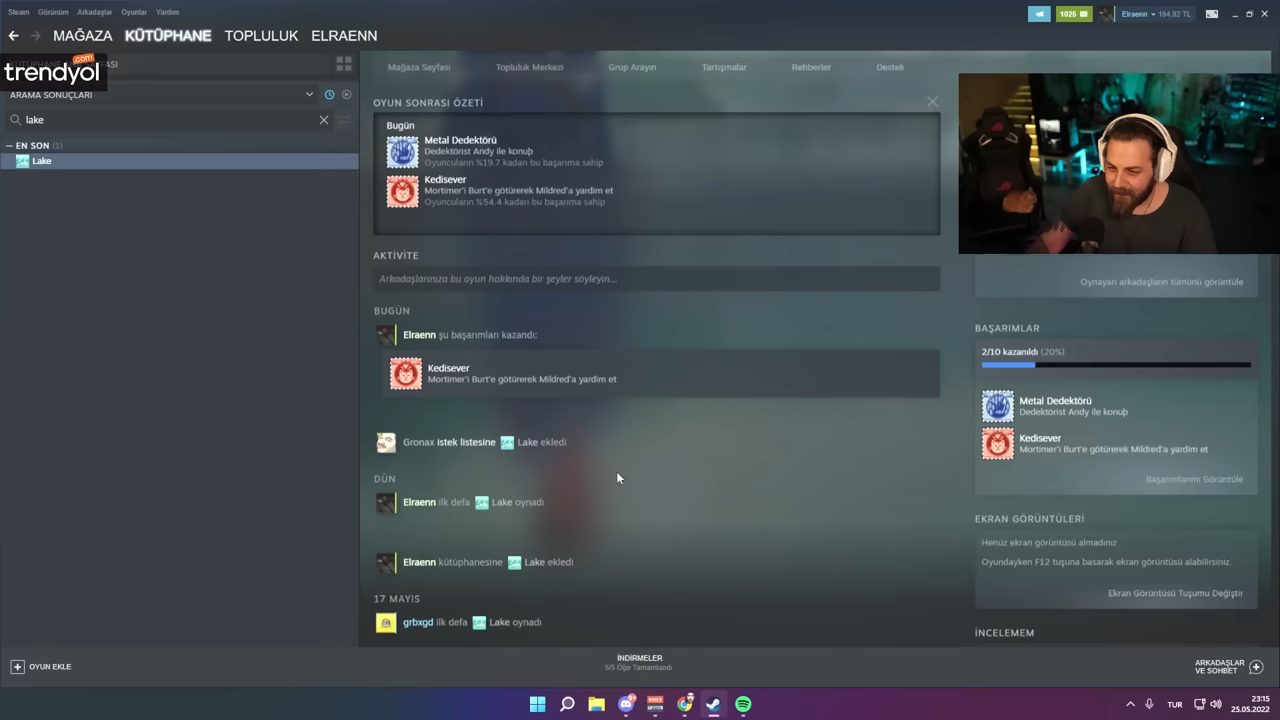 Steam Görünüm Arkadaşlar Oyunlar Yardım
1025 Elraenn 164,92 TL
MAĞAZA KÜTÜPHANE TOPLULUK ELRAENN
trendyol.com
ARAMA SONUÇLARI
lake
EN SON (1)
Lake
Mağaza Sayfası Topluluk Merkezi Grup Arayın Tartışmalar Rehberler Destek
OYUN SONRASI ÖZETİ
Bugün
Metal Dedektörü
Dedektörist Andy ile konuþ
Oyuncuların %19.7 kadarı bu başarıma sahip
Kedisever
Mortimer'i Burt'e götürerek Mildred'a yardim et
Oyuncuların %54.4 kadarı bu başarıma sahip
AKTİVİTE
Arkadaşlarınıza bu oyun hakkında bir şeyler söyleyin...
BUGÜN
Elraenn şu başarımları kazandı:
Kedisever
Mortimer'i Burt'e götürerek Mildred'a yardim et
Gronax istek listesine Lake ekledi
DÜN
Elraenn ilk defa Lake oynadı
Elraenn kütüphanesine Lake ekledi
17 MAYIS
grbxgd ilk defa Lake oynadı
Oynayan arkadaşların tümünü görüntüle
BAŞARIMLAR
2/10 kazanıldı (20%)
Metal Dedektörü
Dedektörist Andy ile konuþ
Kedisever
Mortimer'i Burt'e götürerek Mildred'a yardim et
Başarımlarımı Görüntüle
EKRAN GÖRÜNTÜLERİ
Henüz ekran görüntüsü almadınız
Oyundayken F12 tuşuna basarak ekran görüntüsü alabilirsiniz.
Ekran Görüntüsü Tuşumu Değiştir
İNCELEMEM
OYUN EKLE
İNDİRMELER
5/5 Öğe Tamamlandı
ARKADAŞLAR
VE SOHBET
TUR
23:15
25.05.2022